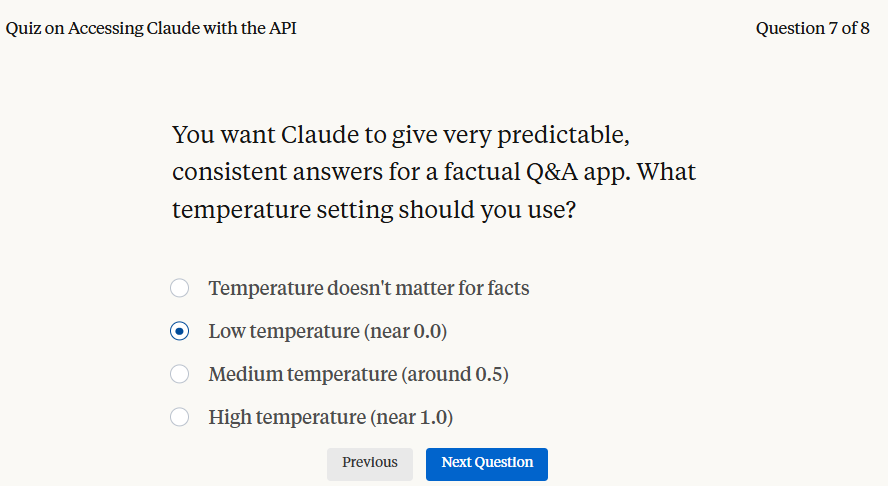 Quiz on Accessing Claude with the API
Question 7 of 8
You want Claude to give very predictable,
consistent answers for a factual Q&A app. What
temperature setting should you use?
Temperature doesn't matter for facts
Low temperature (near 0.0)
Medium temperature (around 0.5)
High temperature (near 1.0)
Previous
Next Question